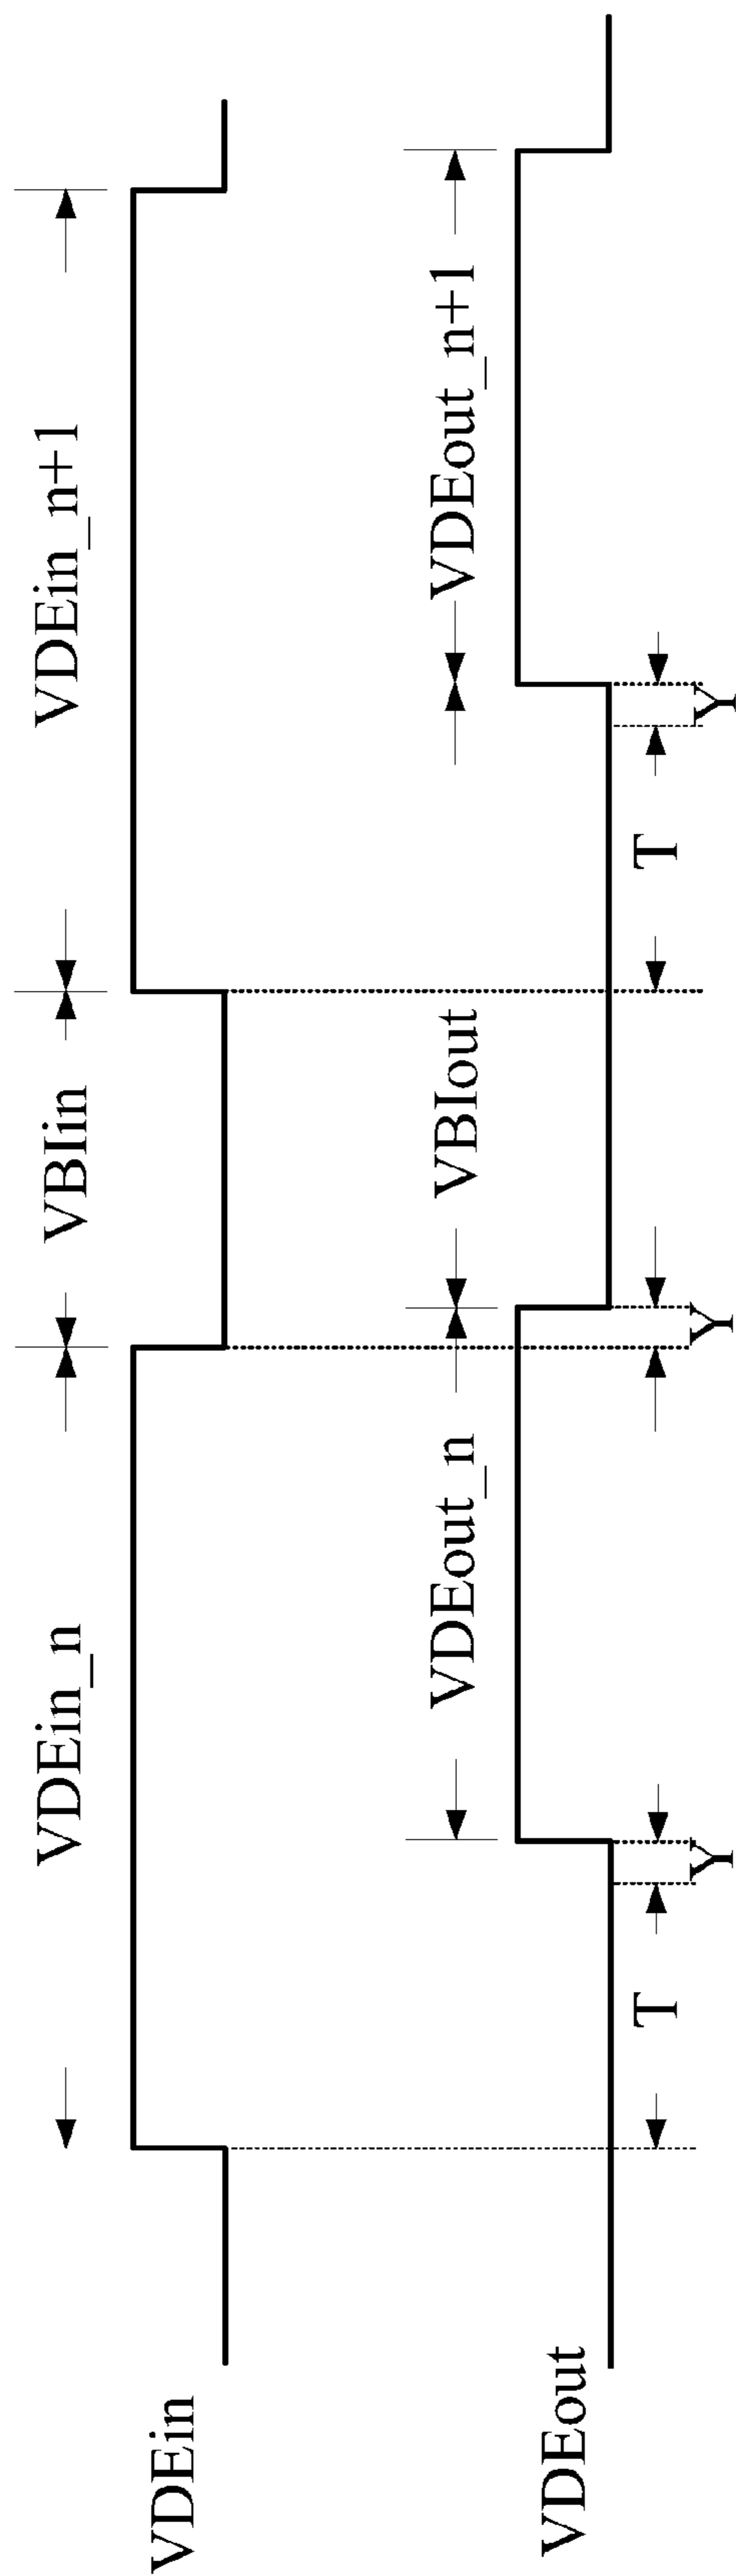 VDEin
VDEin_n
VBIin
VDEin_n+1
VDEout
VDEout_n
VBIout
VDEout_n+1
T
Y
Y
T
Y